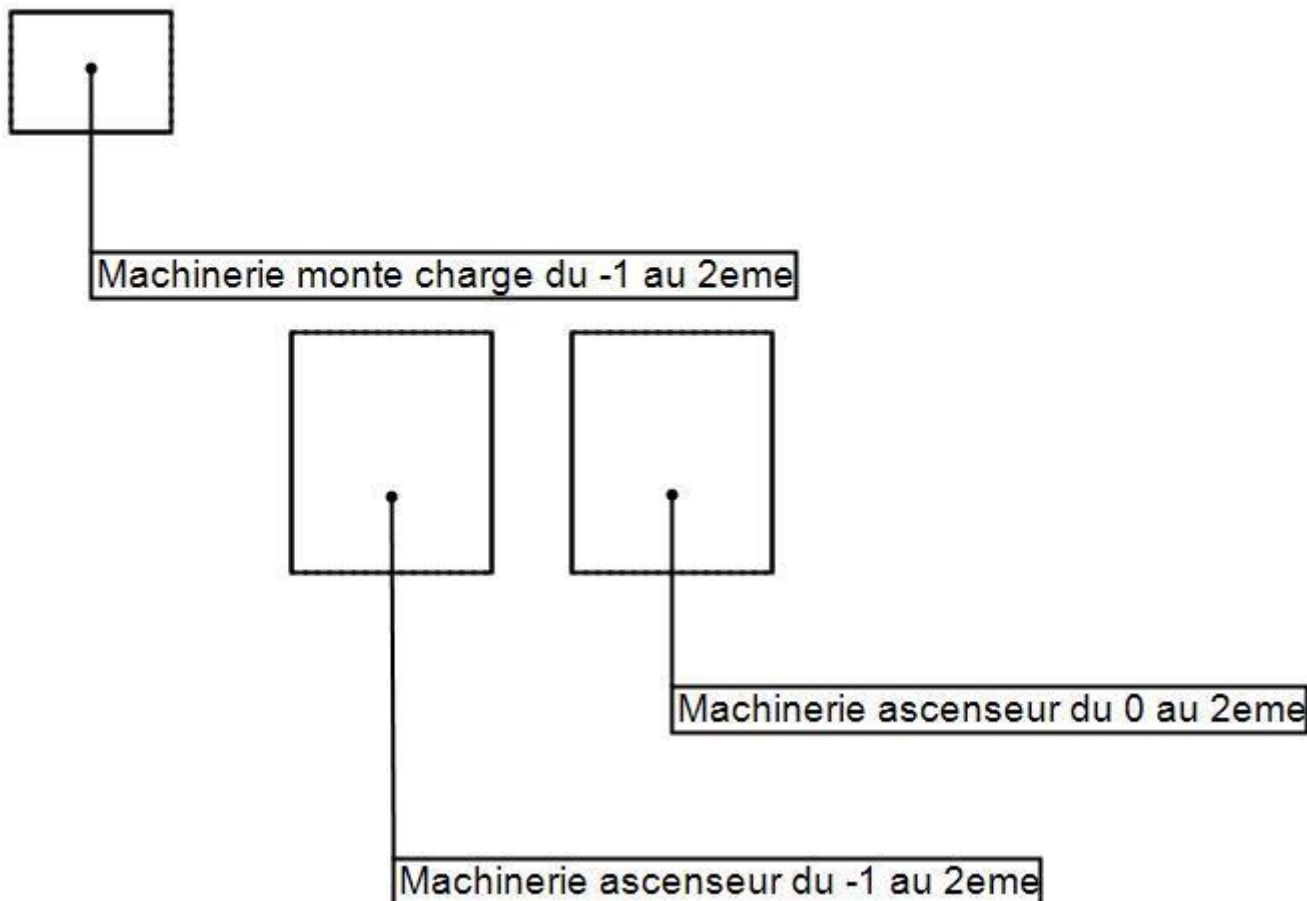 Machinerie monte charge du -1 au 2eme
Machinerie ascenseur du 0 au 2eme
Machinerie ascenseur du -1 au 2eme